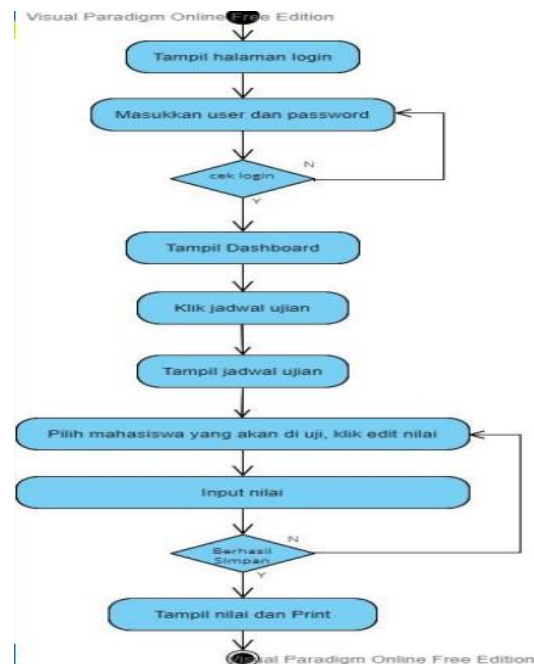 Visual Paradigm Online Free Edition
Tampil halaman login
Masukkan user dan password
N
cek login
Y
Tampil Dashboard
Klik jadwal ujian
Tampil jadwal ujian
Pilih mahasiswa yang akan di uji, klik edit nilai
Input nilai
N
Berhasil
Simpan
Y
Tampil nilai dan Print
Visual Paradigm Online Free Edition